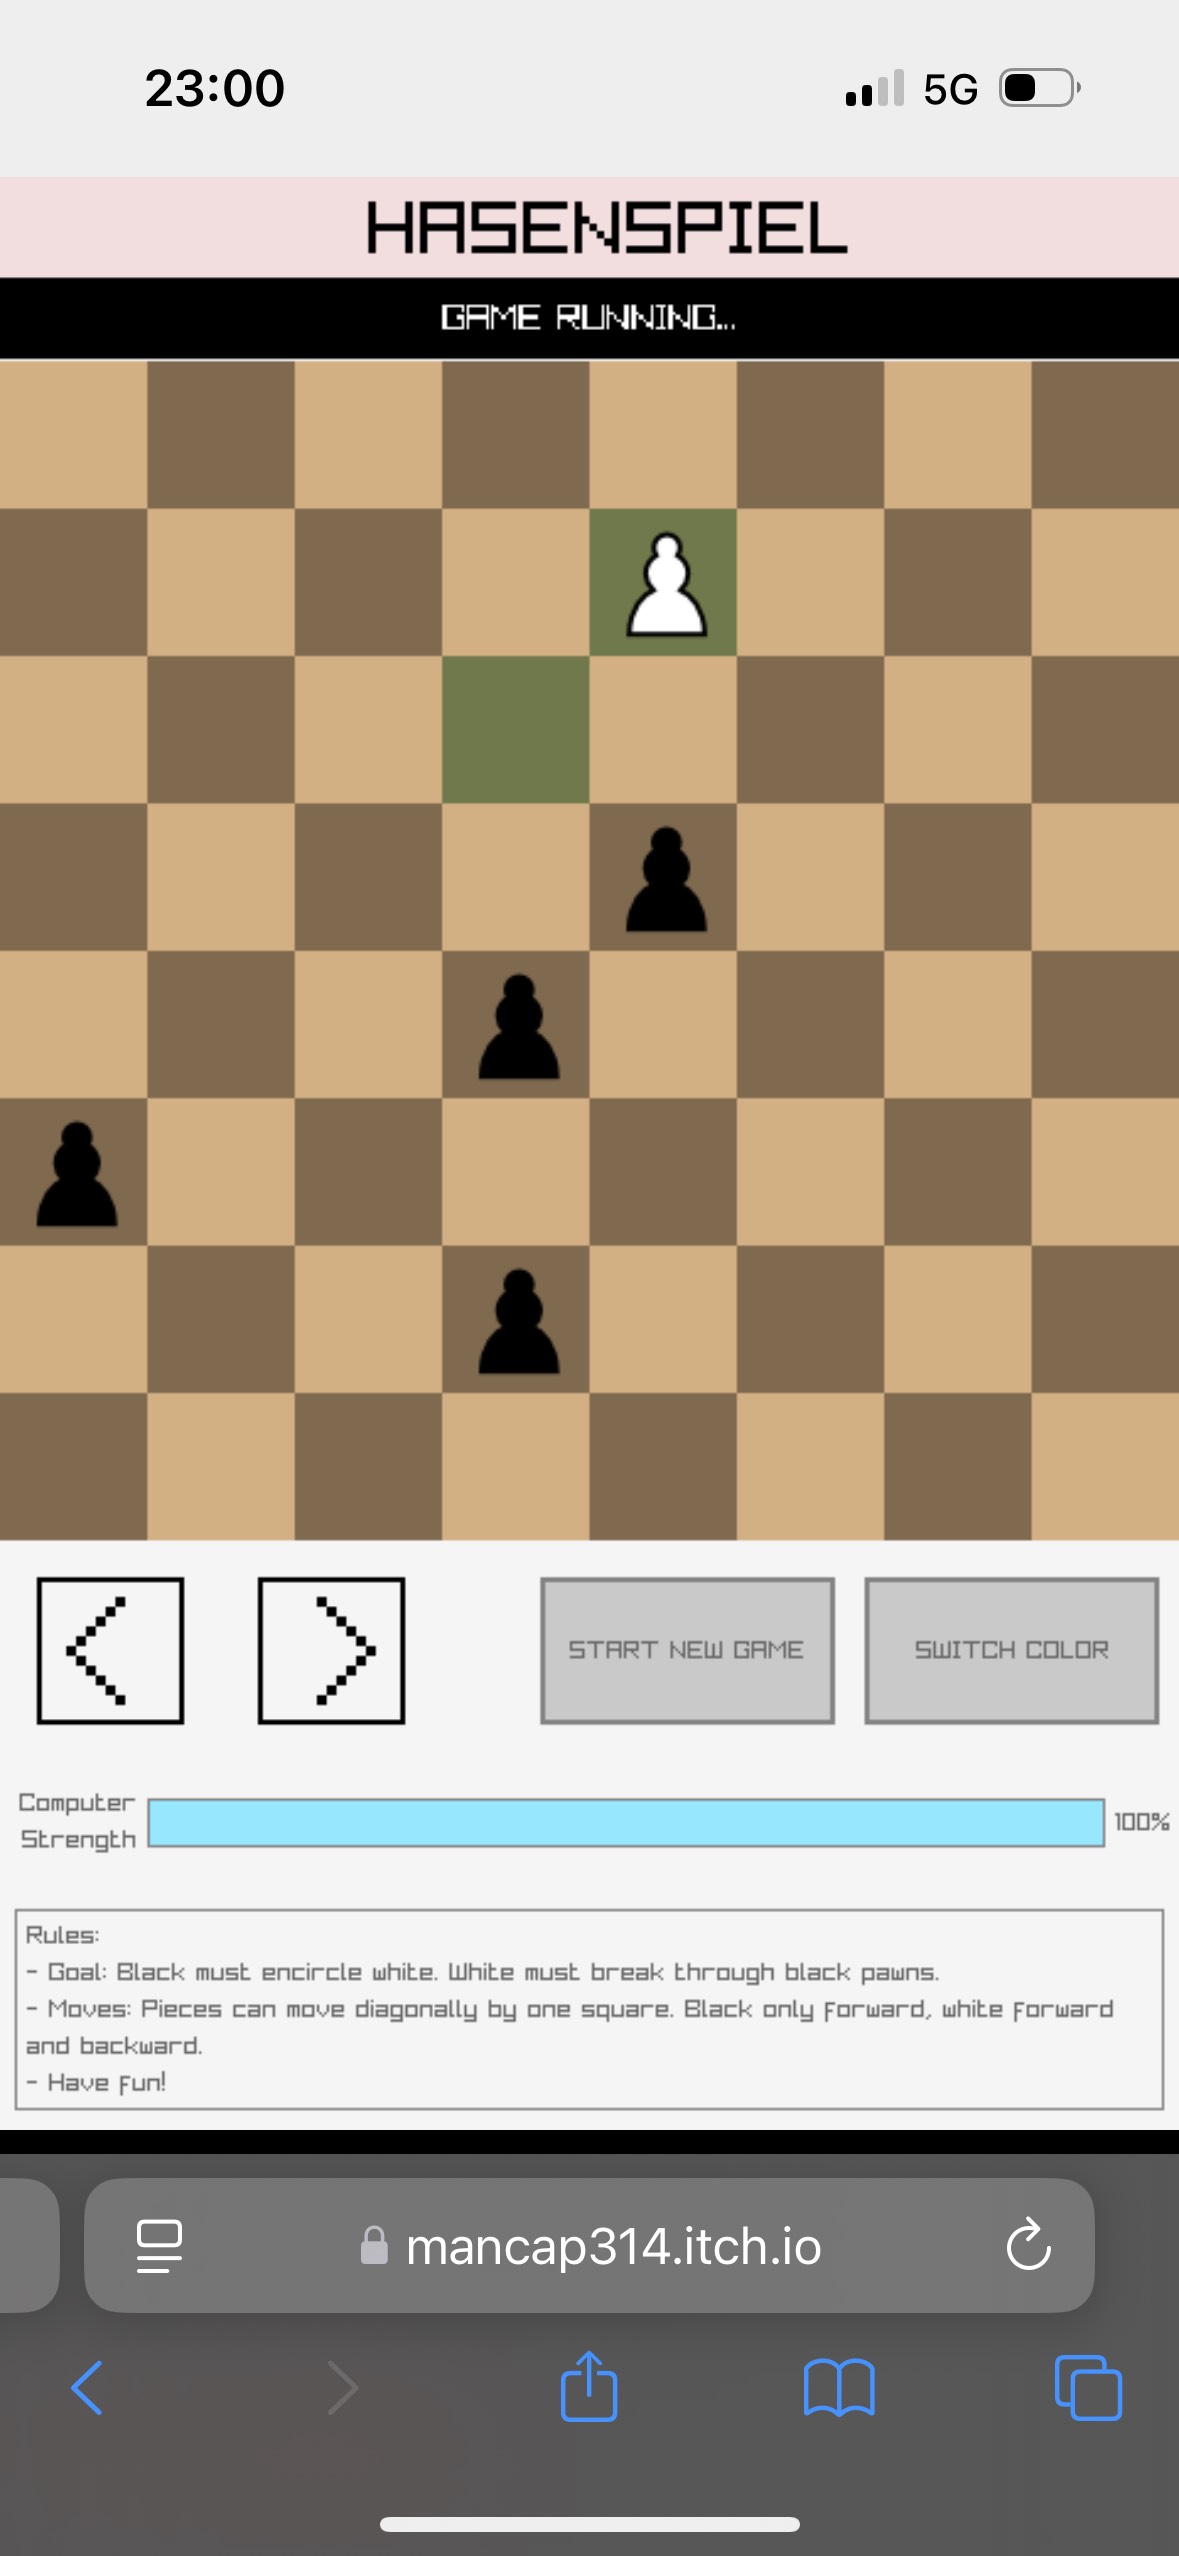 23:00
5G
HASENSPIEL
GAME RUNNING...
START NEW GAME
SWITCH COLOR
Computer
Strength
100%
Rules:
- Goal: Black must encircle white. White must break through black pawns.
- Moves: Pieces can move diagonally by one square. Black only forward, white forward
and backward.
- Have fun!
mancap314.itch.io